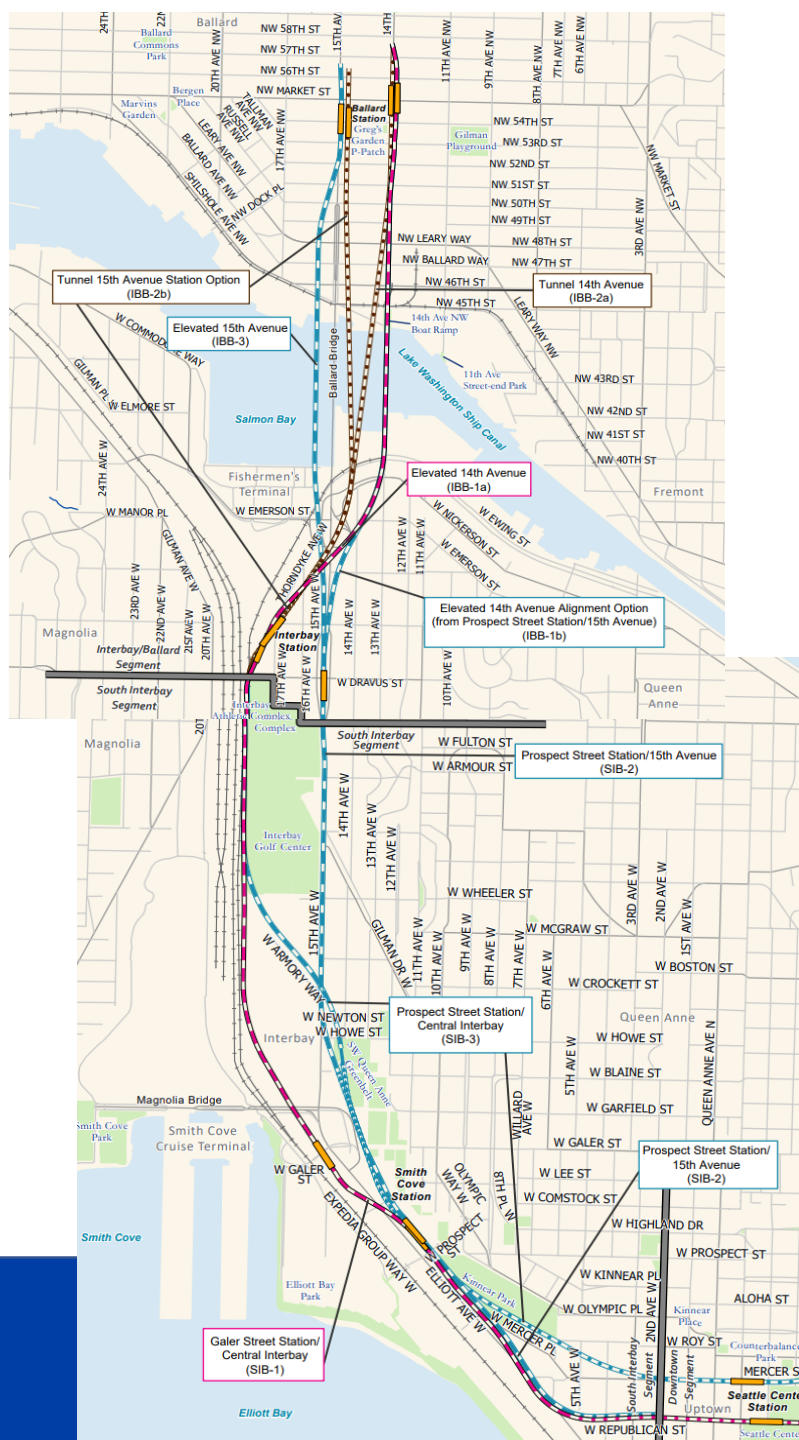 24TH
22N
Ballard
15TH AV
14TH
Ballard
Commons
Park
20TH AVE NW
NW 58TH ST
NW 57TH ST
NW 56TH ST
NW MARKET ST
11TH AVE NW
9TH AVE NW
8TH AVE NW
7TH AVE NW
6TH AVE NW
Marvins
Garden
Bergen
Place
TALLMAN
AVE NW
RUSSELL
AVE NW
LEARY AVE NW
BALLARD AVE NW
SHILSHOLE AVE NW
17TH AVE NW
NW DOCK PL
Ballard
Station
Greg's
Garden
P-Patch
Gilman
Playground
NW 54TH ST
NW 53RD ST
NW 52ND ST
NW 51ST ST
NW 50TH ST
NW 49TH ST
NW MARKET ST
3RD AVE NW
NW LEARY WAY
NW 48TH ST
NW BALLARD WAY
NW 47TH ST
NW 46TH ST
NW 45TH ST
Tunnel 15th Avenue Station Option
(IBB-2b)
Tunnel 14th Avenue
(IBB-2a)
Elevated 15th Avenue
(IBB-3)
W COMMODORE WAY
GILMAN PL W
W ELMORE ST
Ballard-Bridge
14th Ave NW
Boat Ramp
LEARY WAY NW
Lake Washington Ship Canal
11th Ave
Street-end Park
NW 43RD ST
NW 42ND ST
NW 41ST ST
NW 40TH ST
Salmon Bay
24TH AVE W
Fishermen's
Terminal
Elevated 14th Avenue
(IBB-1a)
Fremont
W MANOR PL
W EMERSON ST
GILMAN AVE W
THORNDYKE AVE W
W NICKERSON ST
W EWING ST
W EMERSON ST
12TH AVE W
11TH AVE W
23RD AVE W
22ND AVE W
21ST AVE W
20TH AVE W
15TH AVE W
14TH AVE W
13TH AVE W
Elevated 14th Avenue Alignment Option
(from Prospect Street Station/15th Avenue)
(IBB-1b)
Magnolia
Interbay/Ballard
Segment
South Interbay
Segment
Interbay
Station
17TH AVE W
16TH AVE W
W DRAVUS ST
10TH AVE W
Queen
Anne
Interbay
Athletic Complex
Complex
20T
Magnolia
South Interbay
Segment
W FULTON ST
W ARMOUR ST
Prospect Street Station/15th Avenue
(SIB-2)
14TH AVE W
13TH AVE W
12TH AVE W
Interbay
Golf Center
15TH AVE W
GILMAN DR W
W WHEELER ST
W MCGRAW ST
3RD AVE W
2ND AVE W
1ST AVE W
11TH AVE W
10TH AVE W
9TH AVE W
8TH AVE W
7TH AVE W
6TH AVE W
W BOSTON ST
W CROCKETT ST
W ARMORY WAY
W NEWTON ST
W HOWE ST
Prospect Street Station/
Central Interbay
(SIB-3)
Queen Anne
W HOWE ST
Interbay
SW Queen Anne
Greenbelt
5TH AVE W
W BLAINE ST
QUEEN ANNE AVE N
Magnolia Bridge
WILLARD
AVE W
W GARFIELD ST
Smith Cove
Park
Smith Cove
Cruise Terminal
W GALER ST
Prospect Street Station/
15th Avenue
(SIB-2)
W GALER
ST
Smith
Cove
Station
OLYMPIC
WAY W
8TH PL W
W LEE ST
W COMSTOCK ST
EXPEDIA GROUP WAY W
W HIGHLAND DR
Smith Cove
W PROSPECT
ST
W PROSPECT ST
Elliott Bay
Park
ELLIOTT AVE W
Kinnear Park
W KINNEAR PL
W OLYMPIC PL
2ND AVE W
ALOHA ST
Kinnear
Place
W MERCER PL
W ROY ST
Counterbalance
Park
Galer Street Station/
Central Interbay
(SIB-1)
5TH AVE W
South Interbay
Segment
Downtown
Segment
MERCER S
Seattle Cente
Station
Uptown
Elliott Bay
W REPUBLICAN ST
Seattle Center